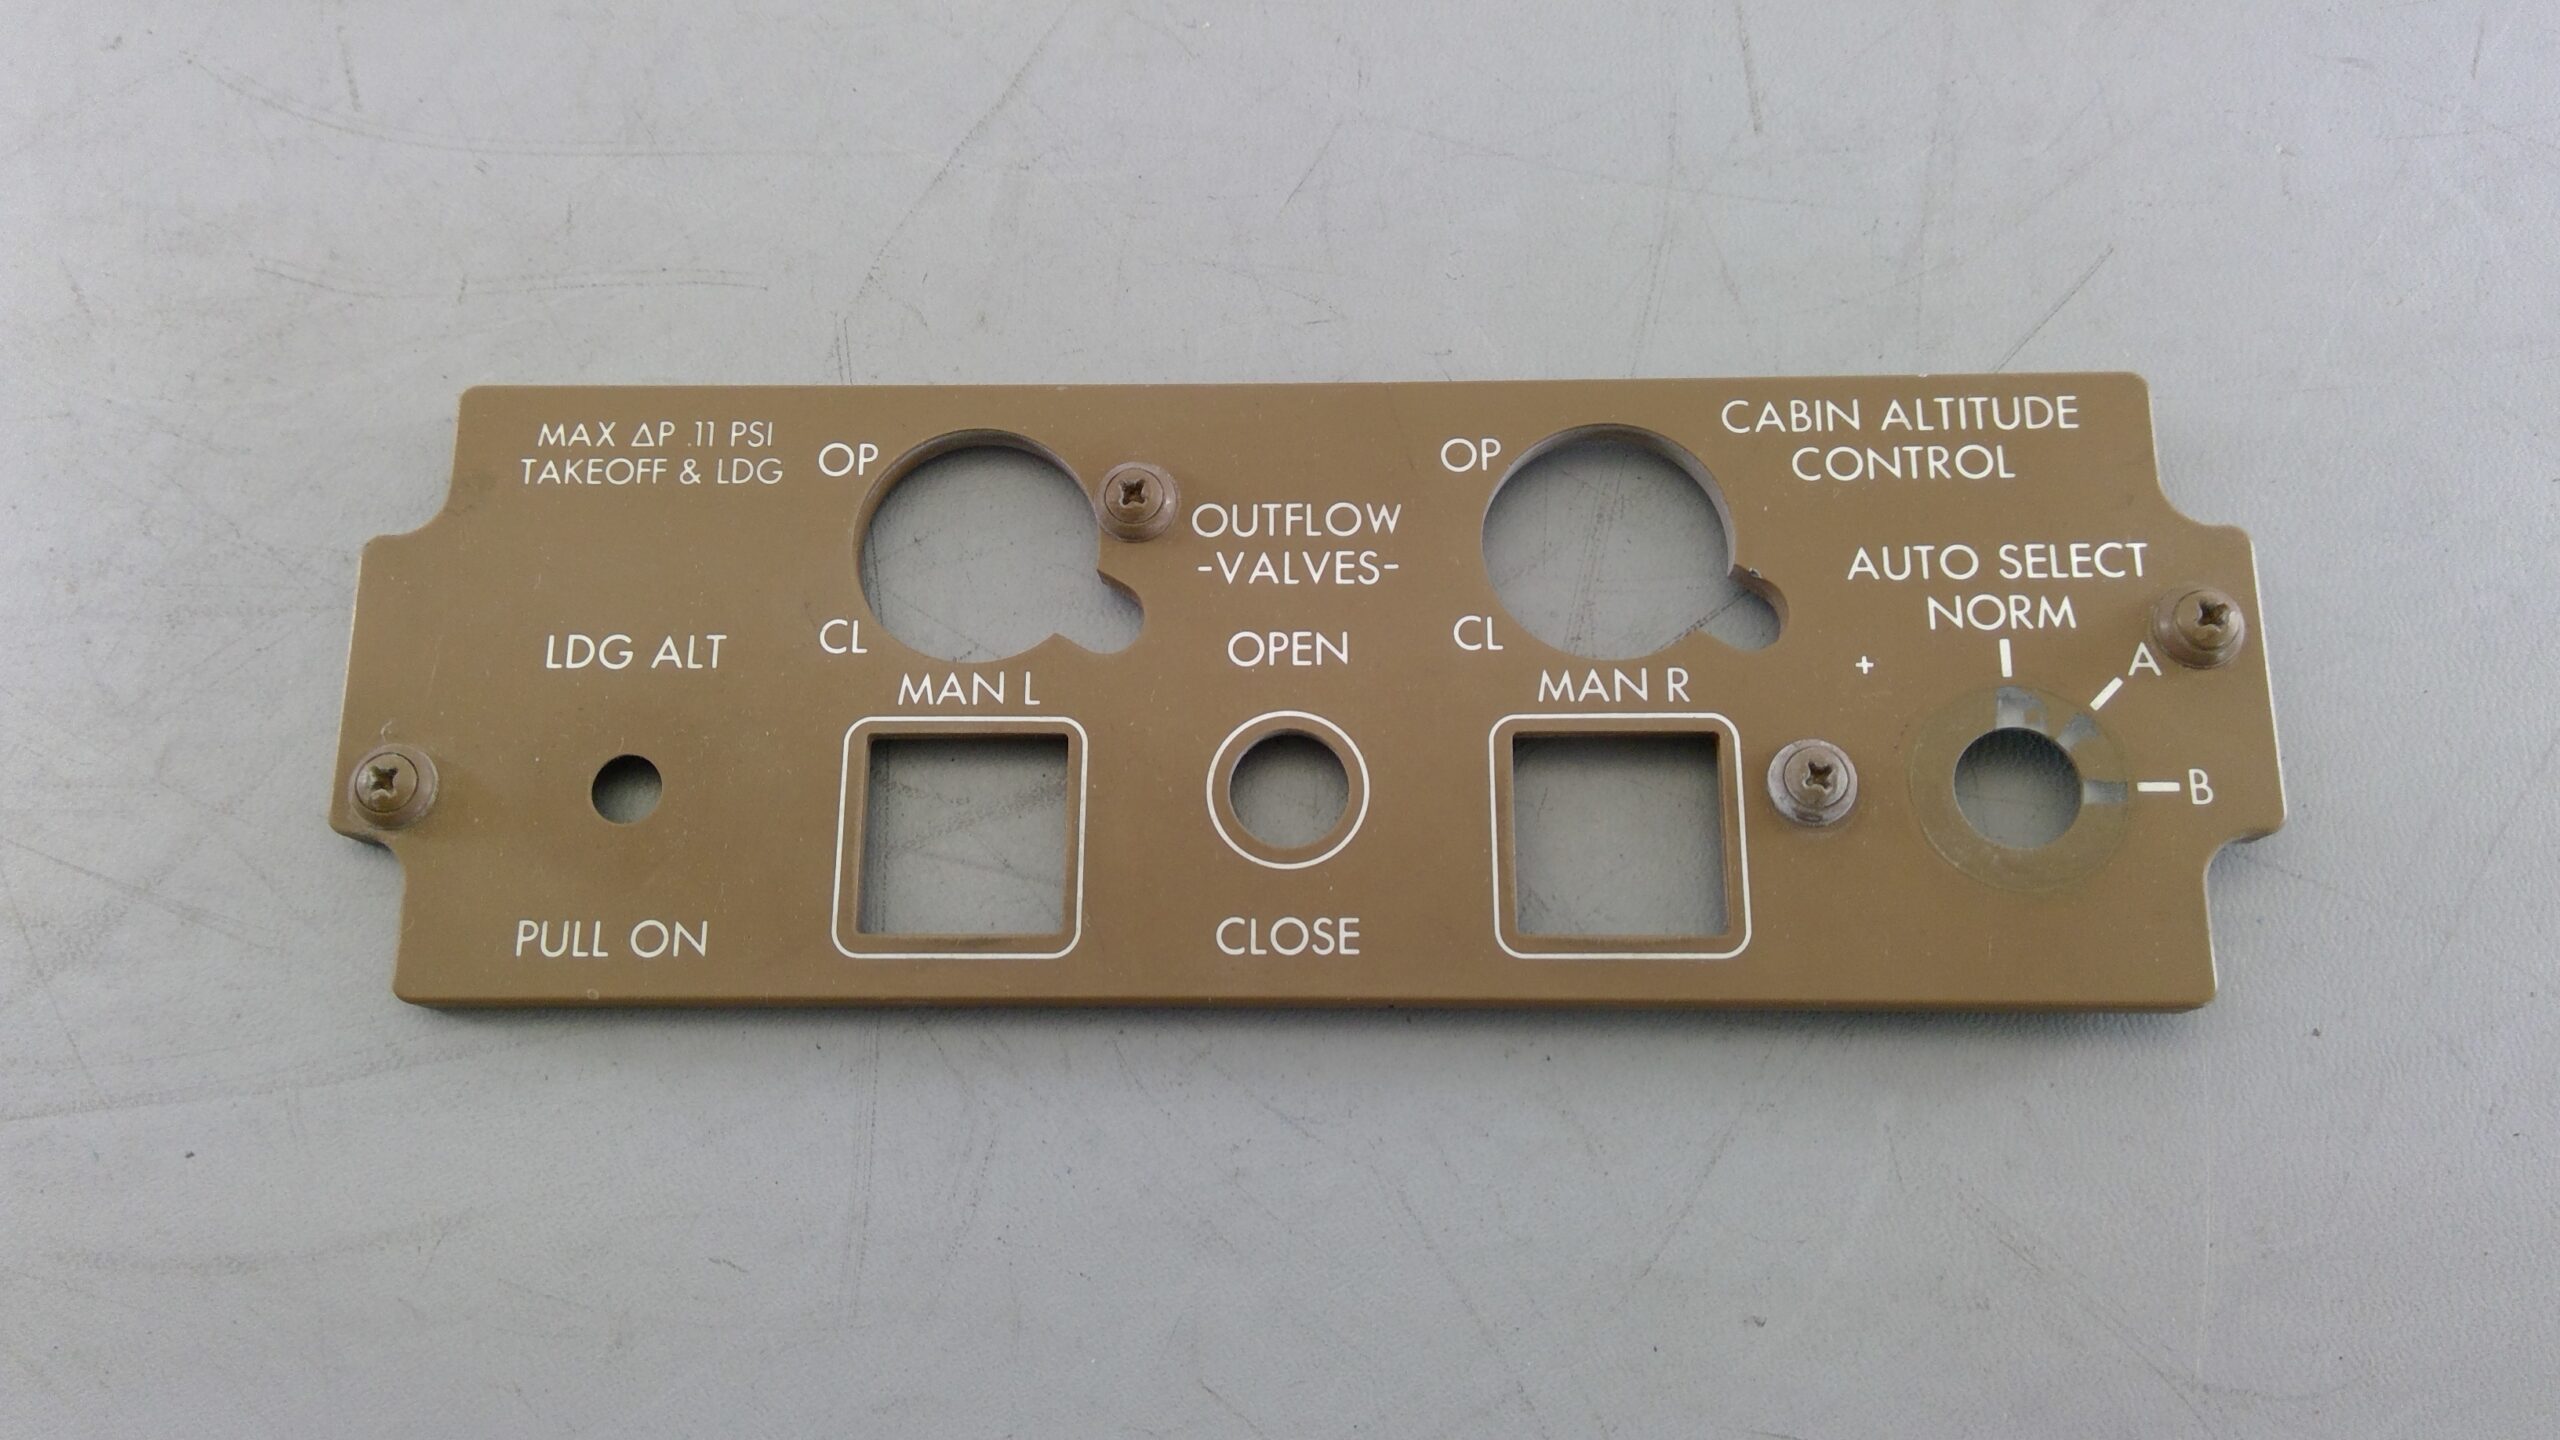 MAX ΔP .11 PSI
TAKEOFF & LDG
OP
CL
OUTFLOW
-VALVES-
OP
CL
CABIN ALTITUDE
CONTROL
AUTO SELECT
NORM
A
B
+
LDG ALT
PULL ON
MAN L
OPEN
CLOSE
MAN R